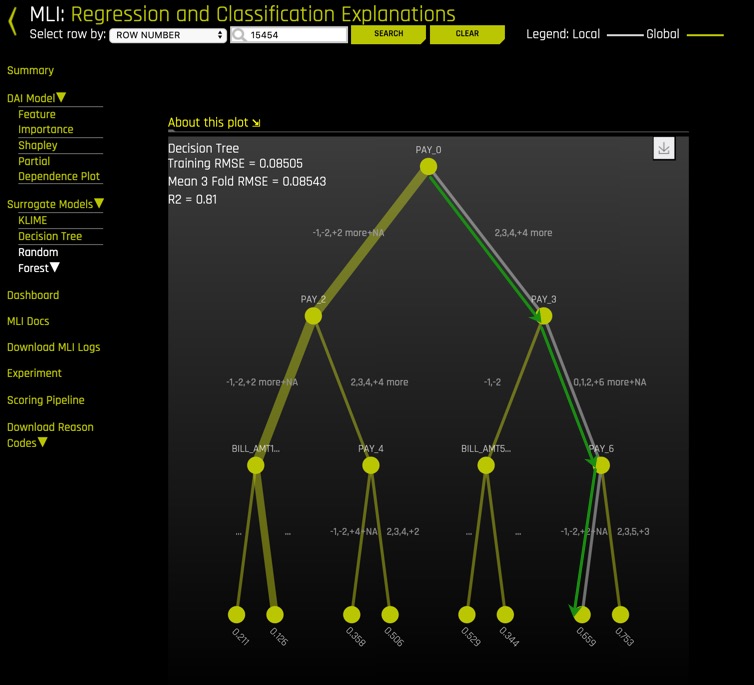 MLI: Regression and Classification Explanations
Select row by: ROW NUMBER 15454 SEARCH CLEAR Legend: Local Global
Summary
DAI Model
Feature
Importance
Shapley
Partial
Dependence Plot
Surrogate Models
KLIME
Decision Tree
Random
Forest
Dashboard
MLI Docs
Download MLI Logs
Experiment
Scoring Pipeline
Download Reason
Codes
About this plot
Decision Tree
Training RMSE = 0.08505
Mean 3 Fold RMSE = 0.08543
R2 = 0.81
PAY_0
-1,-2,+2 more+NA 2,3,4,+4 more
PAY_2 PAY_3
-1,-2,+2 more+NA 2,3,4,+4 more -1,-2 0,1,2,+6 more+NA
BILL_AMT1... PAY_4 BILL_AMT5... PAY_6
... ... -1,-2,+4+NA 2,3,4,+2 ... ... -1,-2,+2+NA 2,3,5,+3
0.211 0.126 0.398 0.506 0.529 0.344 0.659 0.753